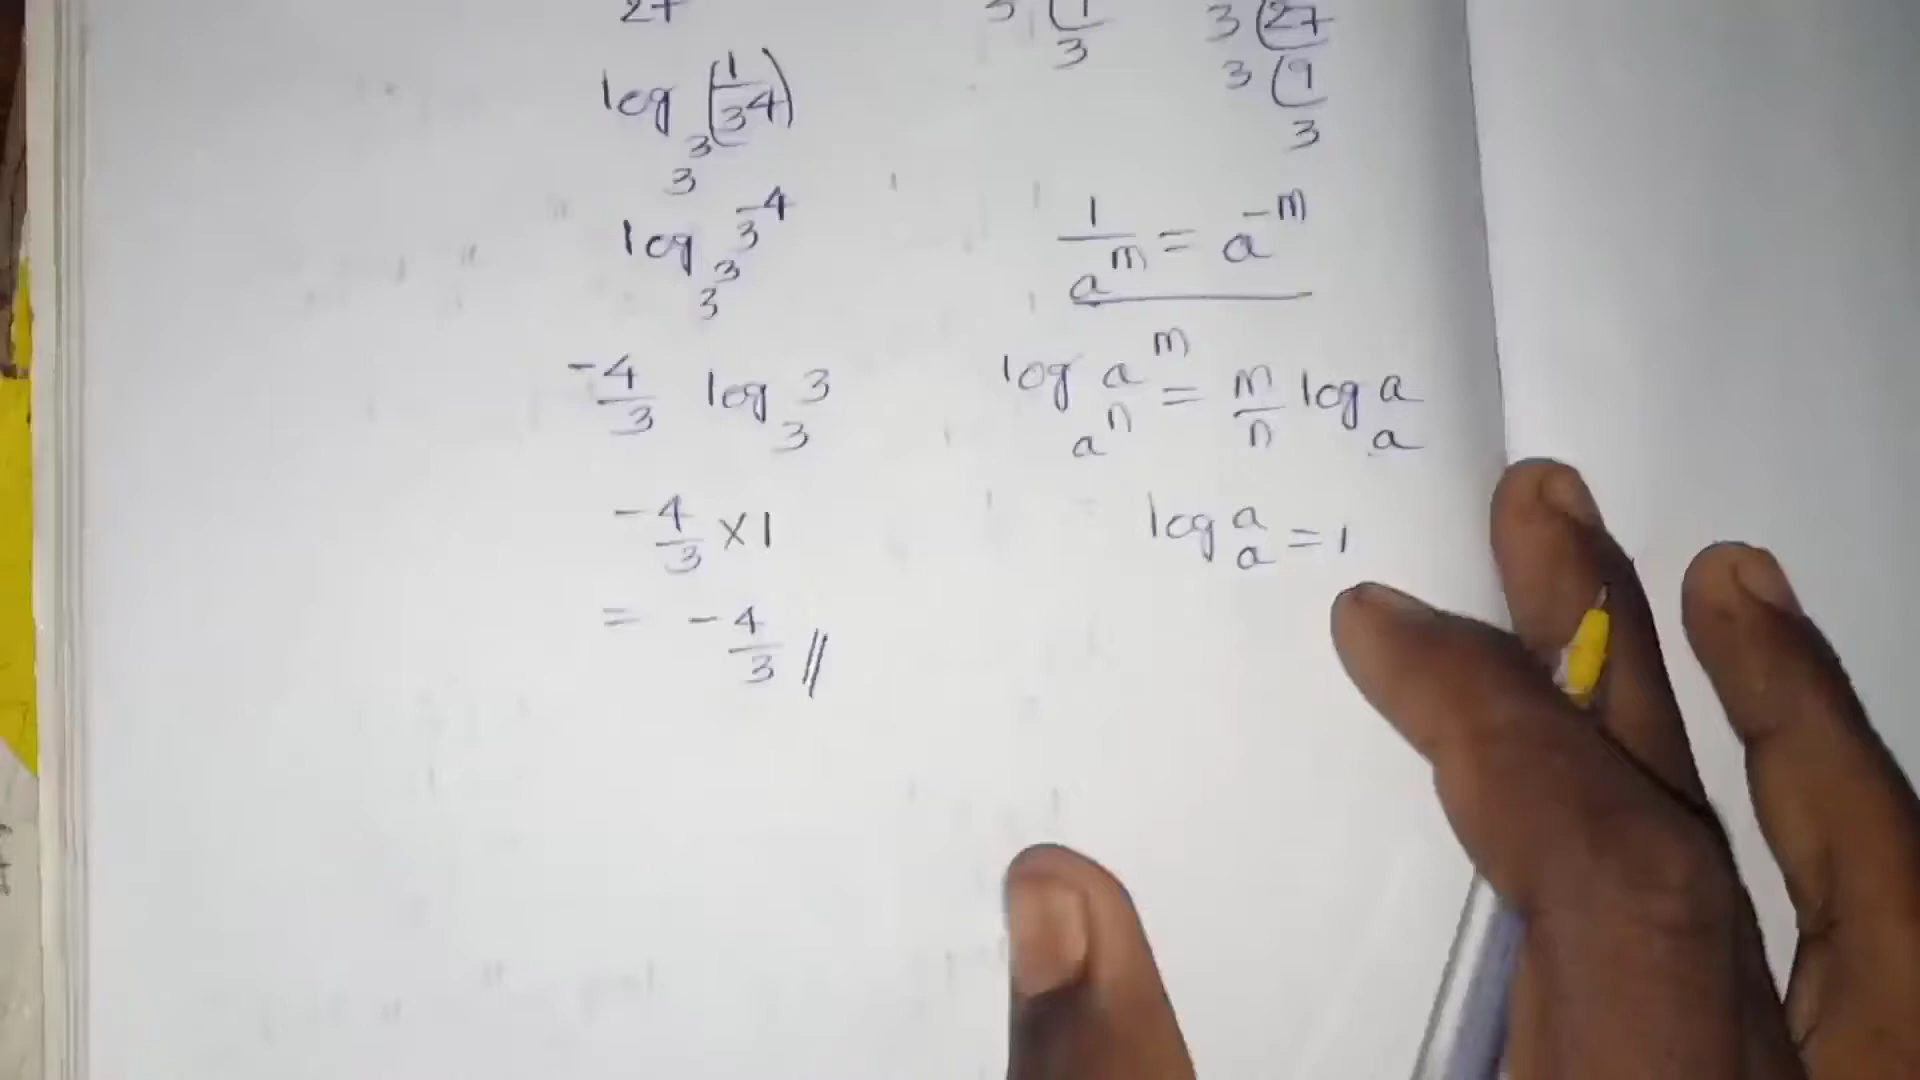 27
log_{3^3} (1/3^4)
log_{3^3} 3^{-4}
-4/3 log_3 3
-4/3 × 1
= -4/3 //
3 27
3 9
3
1/a^m = a^{-m}
log_{a^n} a^m = m/n log_a a
log_a a = 1